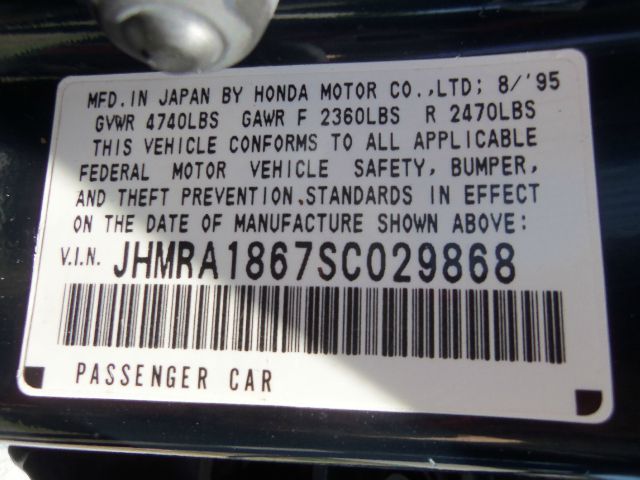 MFD. IN JAPAN BY HONDA MOTOR CO.,LTD; 8/'95
GVWR 4740LBS GAWR F 2360LBS R 2470LBS
THIS VEHICLE CONFORMS TO ALL APPLICABLE
FEDERAL MOTOR VEHICLE SAFETY, BUMPER,
AND THEFT PREVENTION.STANDARDS IN EFFECT
ON THE DATE OF MANUFACTURE SHOWN ABOVE:
V.I.N. JHMRA1867SC029868
PASSENGER CAR